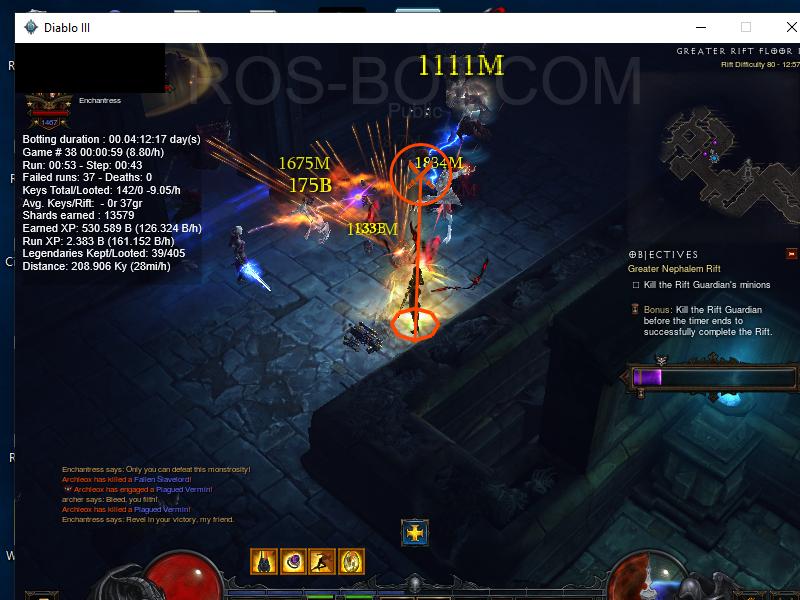 Diablo III
1111M
ROS-BOT.COM
Public
GREATER RIFT FLOOR
Rift Difficulty 80 - 12:57
Enchantress
1467
Botting duration : 00.04:12:17 day(s)
Game # 38 00:00:59 (8.80/h)
Run: 00:53 - Step: 00:43
Failed runs: 37 - Deaths: 0
Keys Total/Looted: 142/0 -9.05/h
Avg. Keys/Rift: - 0r 37gr
Shards earned : 13579
Earned XP: 530.589 B (126.324 B/h)
Run XP: 2.383 B (161.152 B/h)
Legendaries Kept/Looted: 39/405
Distance: 208.906 Ky (28mi/h)
1675M
1834M
175B
OBJECTIVES
Greater Nephalem Rift
Kill the Rift Guardian's minions
Bonus: Kill the Rift Guardian
before the timer ends to
successfully complete the Rift.
Enchantress says: Only you can defeat this monstrosity!
Archleox has killed a Fallen Slavelord!
Archleox has engaged a Plagued Vermin!
archer says: Bleed, you filth!
Archleox has killed a Plagued Vermin!
Enchantress says: Revel in your victory, my friend.